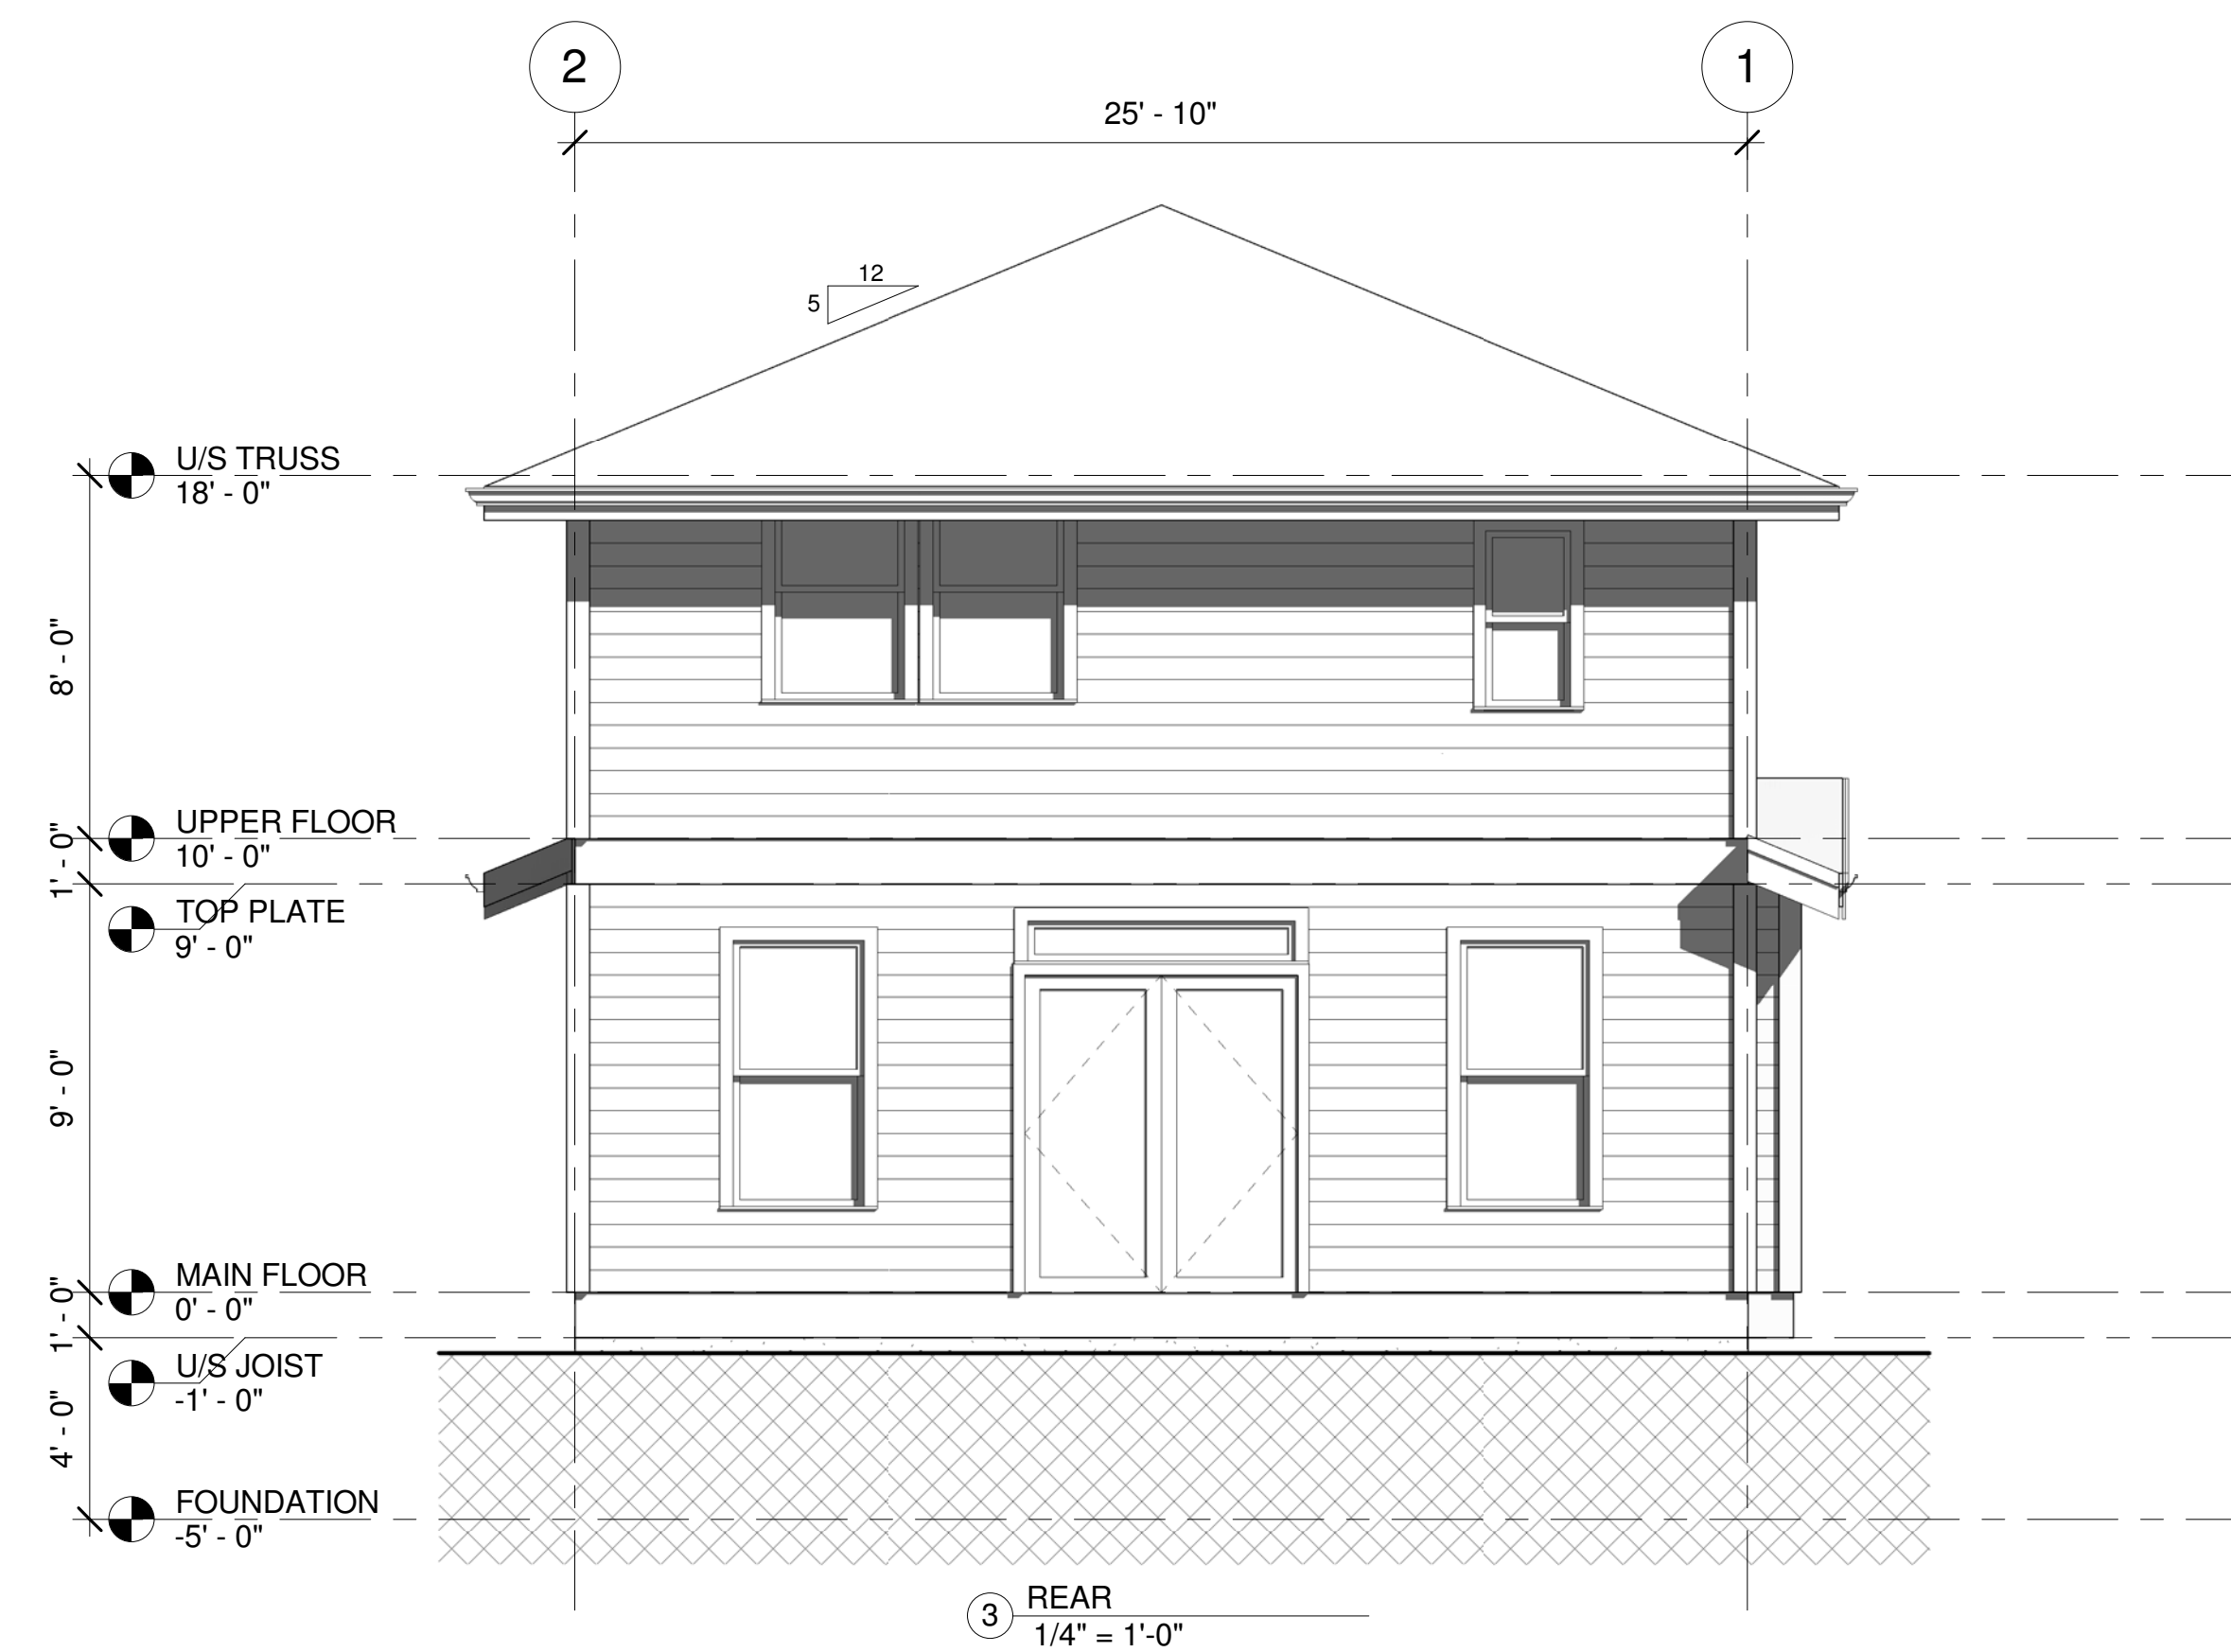 2
1
25' - 10"
12
5
U/S TRUSS
18' - 0"
8' - 0"
UPPER FLOOR
10' - 0"
1' - 0"
TOP PLATE
9' - 0"
9' - 0"
MAIN FLOOR
0' - 0"
1' - 0"
U/S JOIST
-1' - 0"
4' - 0"
FOUNDATION
-5' - 0"
3
REAR
1/4" = 1'-0"